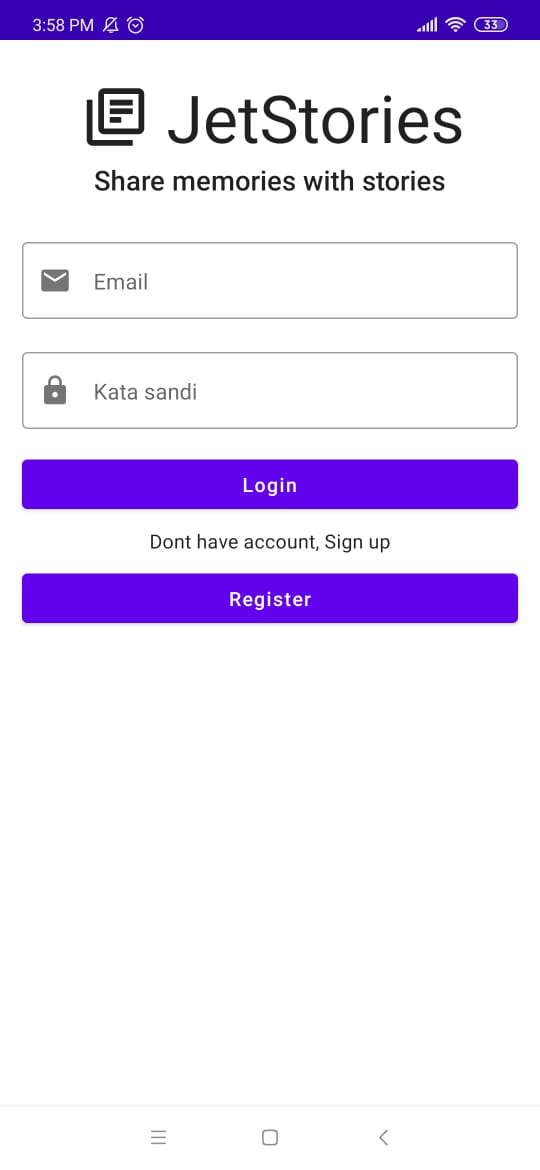 3:58 PM 33
JetStories
Share memories with stories
Email
Kata sandi
Login
Dont have account, Sign up
Register